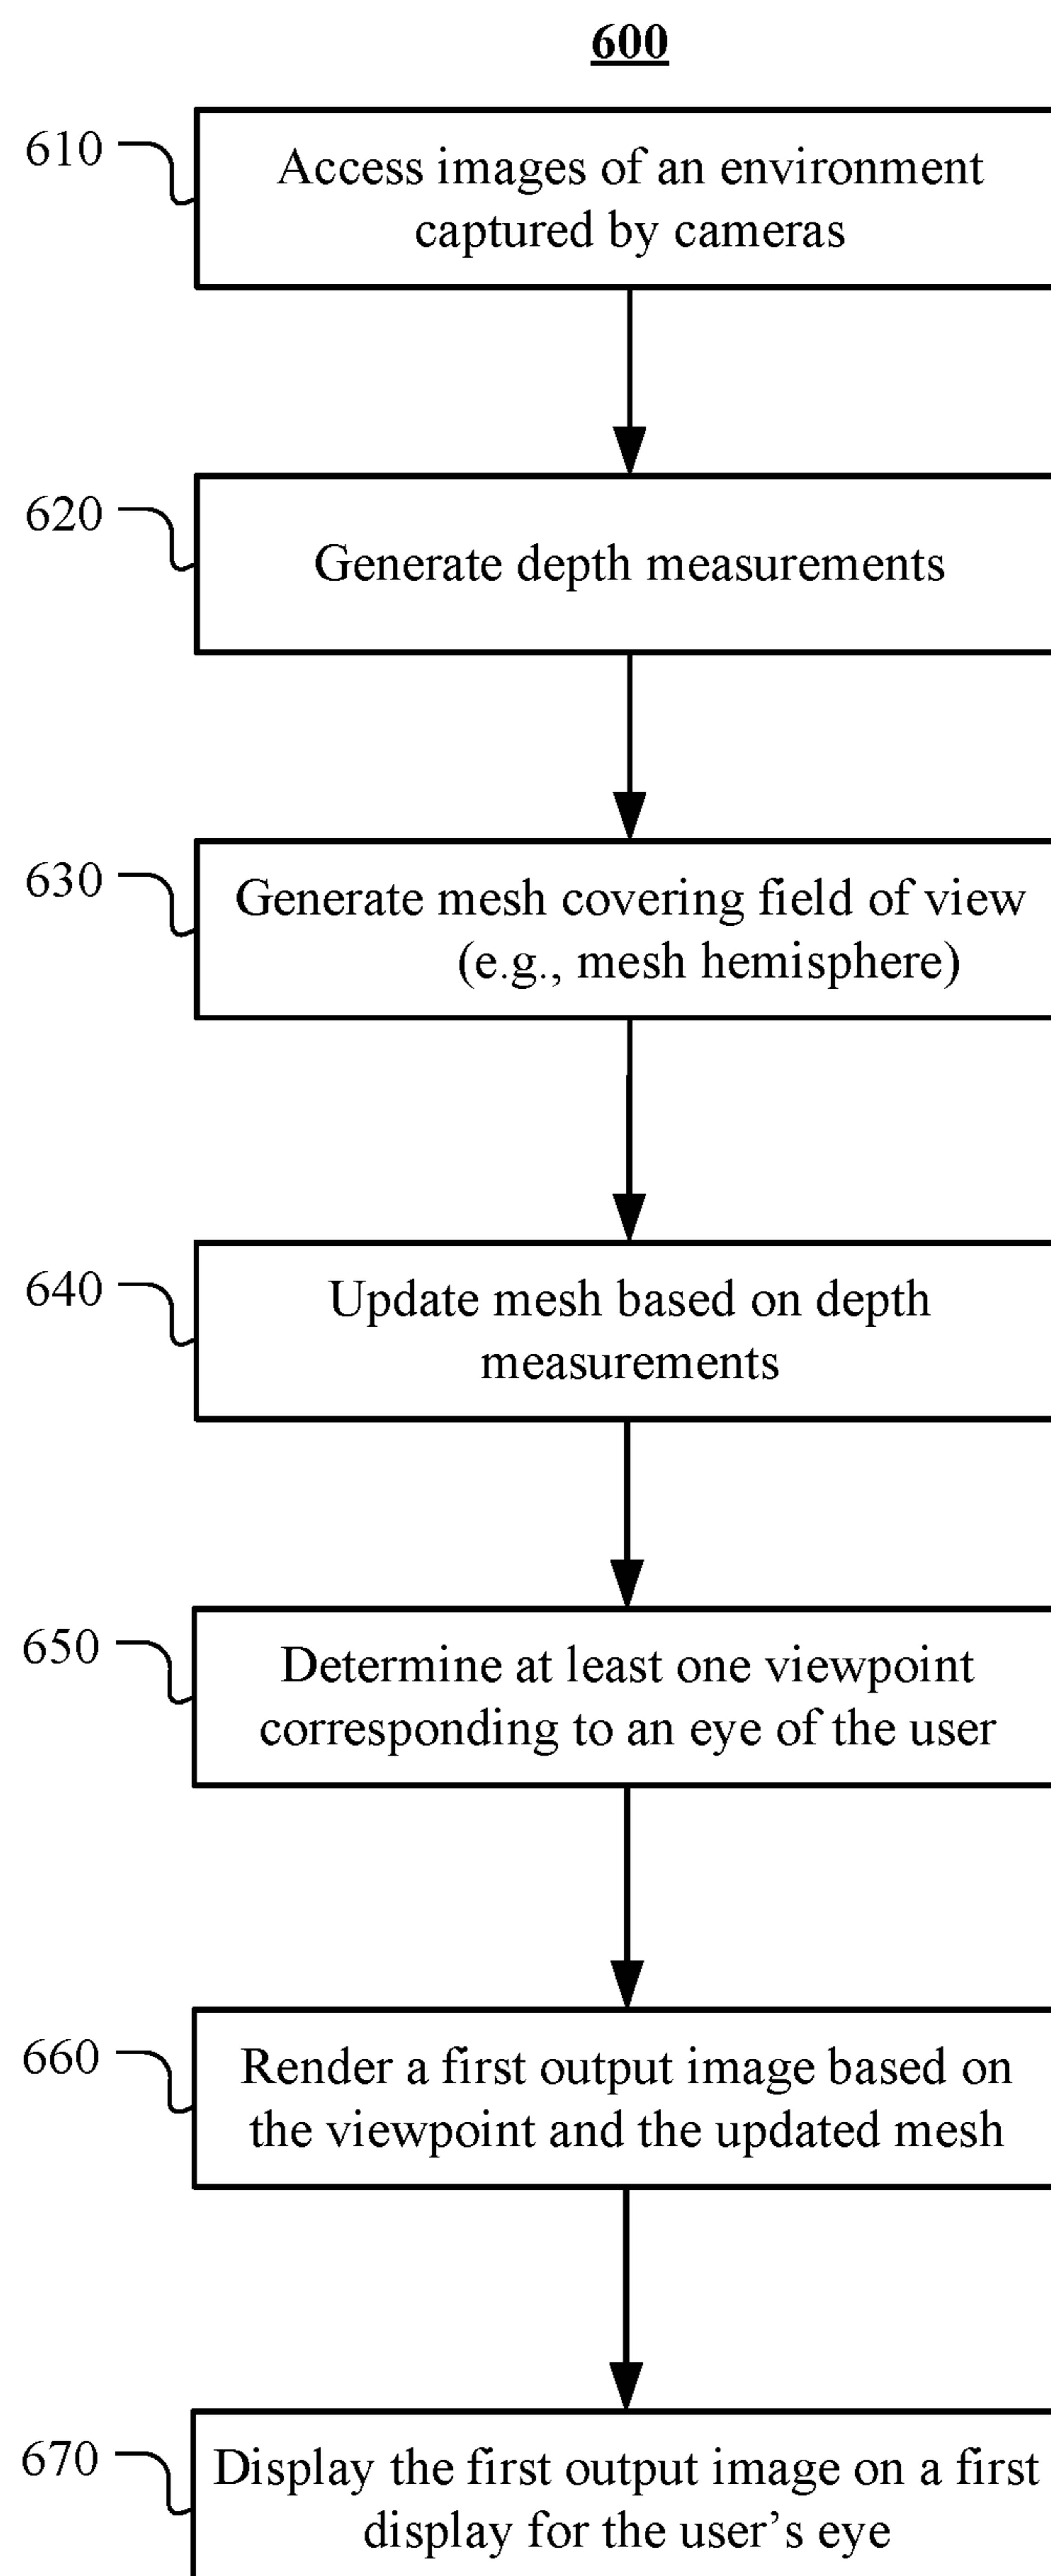 600
610
Access images of an environment
captured by cameras
620
Generate depth measurements
630
Generate mesh covering field of view
(e.g., mesh hemisphere)
640
Update mesh based on depth
measurements
650
Determine at least one viewpoint
corresponding to an eye of the user
660
Render a first output image based on
the viewpoint and the updated mesh
670
Display the first output image on a first
display for the user’s eye